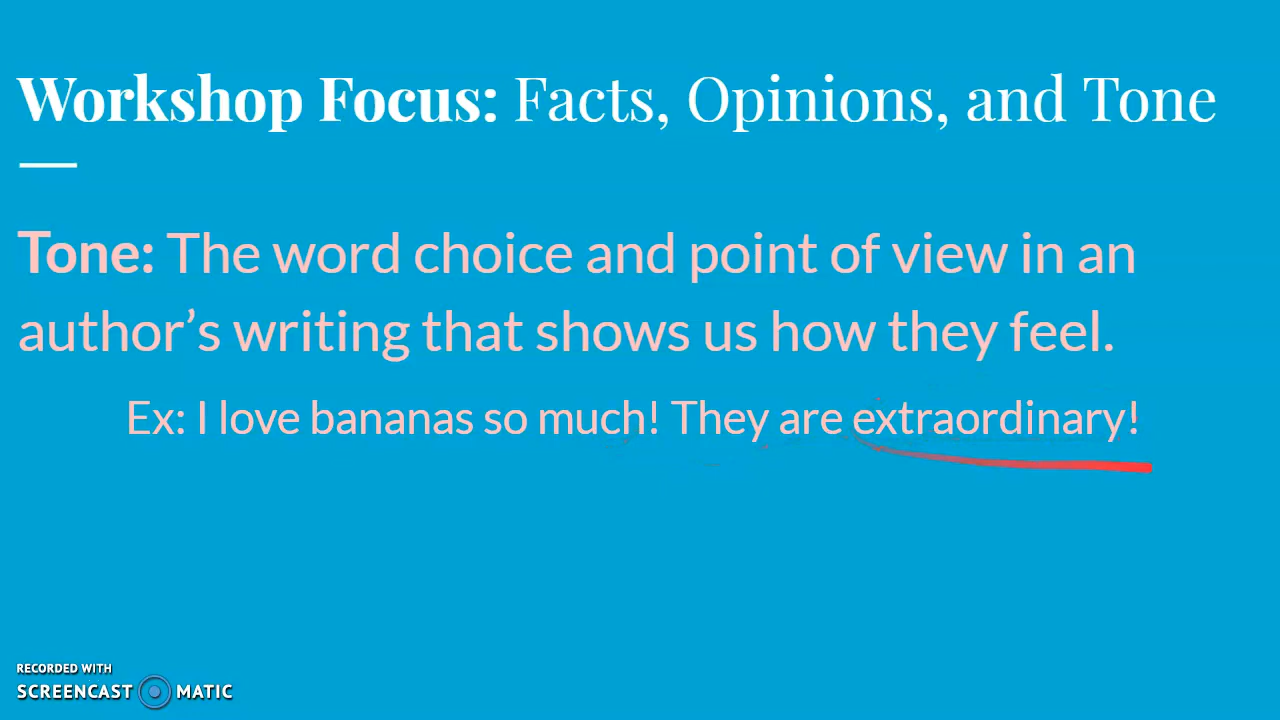 Workshop Focus: Facts, Opinions, and Tone
Tone: The word choice and point of view in an
author’s writing that shows us how they feel.
Ex: I love bananas so much! They are extraordinary!
RECORDED WITH
SCREENCAST MATIC